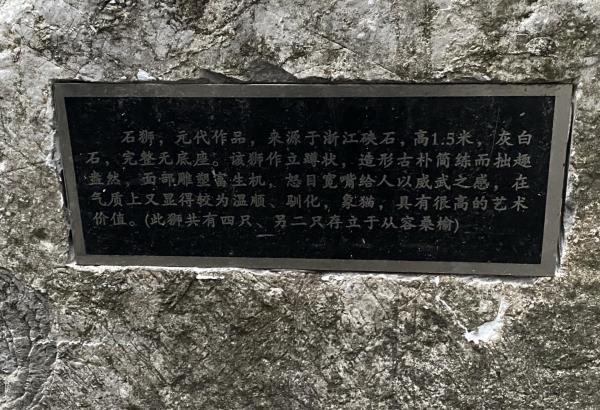 石狮，元代作品，来源于浙江硖石，高1.5米，灰白
石，完整无底座。该狮作立蹲状，造形古朴简练而拙趣
盎然，面部雕塑富生机，怒目宽嘴给人以威武之感，在
气质上又显得较为温顺、驯化，象猫，具有很高的艺术
价值。(此狮共有四只、另二只存立于从容桑榆)